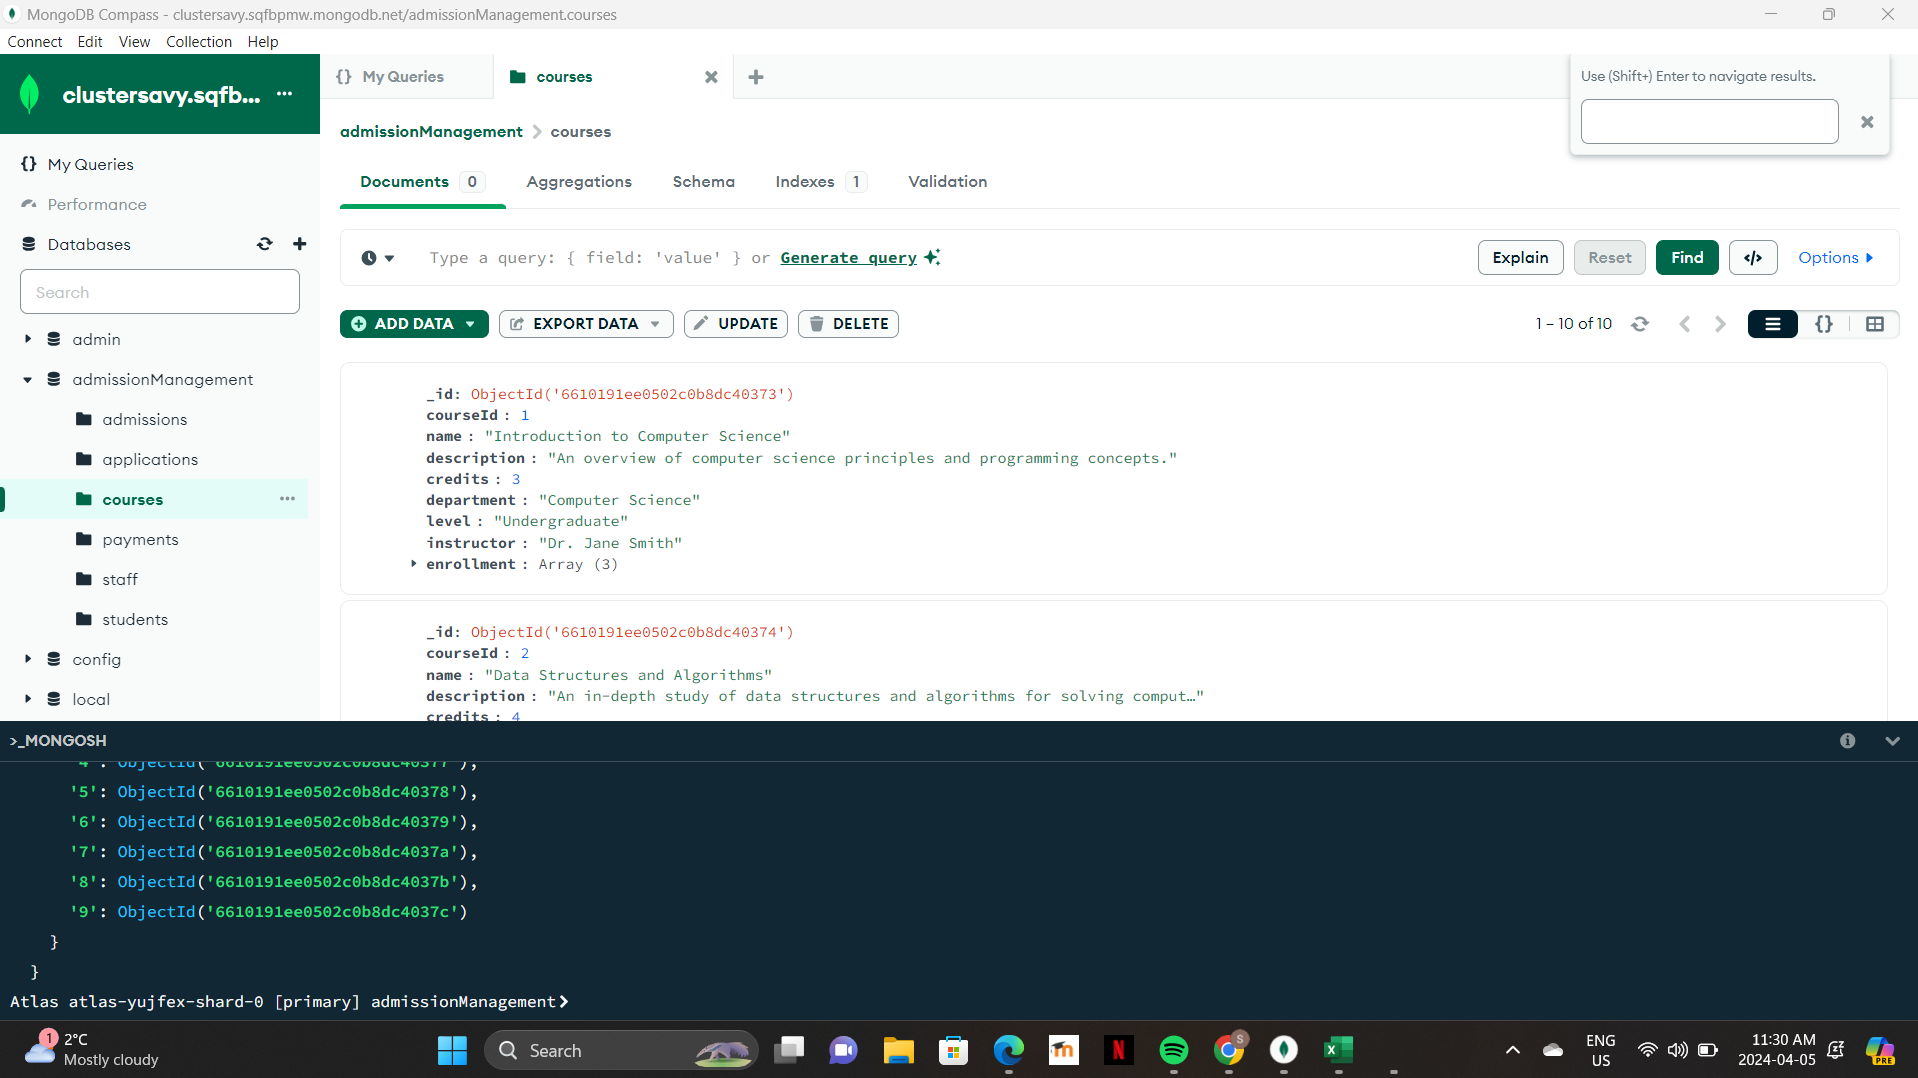 MongoDB Compass - clustersavy.sqfbpmw.mongodb.net/admissionManagement.courses
Connect Edit View Collection Help
clustersavy.sqfb... ···
{} My Queries
Performance
Databases
Search
admin
admissionManagement
admissions
applications
courses ···
payments
staff
students
config
local
{} My Queries
courses
Use (Shift+) Enter to navigate results.
admissionManagement > courses
Documents 0 Aggregations Schema Indexes 1 Validation
Type a query: { field: 'value' } or Generate query
Explain Reset Find </> Options
ADD DATA EXPORT DATA UPDATE DELETE
1 – 10 of 10 {}
_id: ObjectId('6610191ee0502c0b8dc40373')
courseId : 1
name : "Introduction to Computer Science"
description : "An overview of computer science principles and programming concepts."
credits : 3
department : "Computer Science"
level : "Undergraduate"
instructor : "Dr. Jane Smith"
enrollment : Array (3)
_id: ObjectId('6610191ee0502c0b8dc40374')
courseId : 2
name : "Data Structures and Algorithms"
description : "An in-depth study of data structures and algorithms for solving comput…"
credits : 4
>_MONGOSH
'4': ObjectId('6610191ee0502c0b8dc40377'),
'5': ObjectId('6610191ee0502c0b8dc40378'),
'6': ObjectId('6610191ee0502c0b8dc40379'),
'7': ObjectId('6610191ee0502c0b8dc4037a'),
'8': ObjectId('6610191ee0502c0b8dc4037b'),
'9': ObjectId('6610191ee0502c0b8dc4037c')
}
}
Atlas atlas-yujfex-shard-0 [primary] admissionManagement>
1
2°C
Mostly cloudy
Search
m
N
S
X
ENG
US
11:30 AM
2024-04-05
PRE